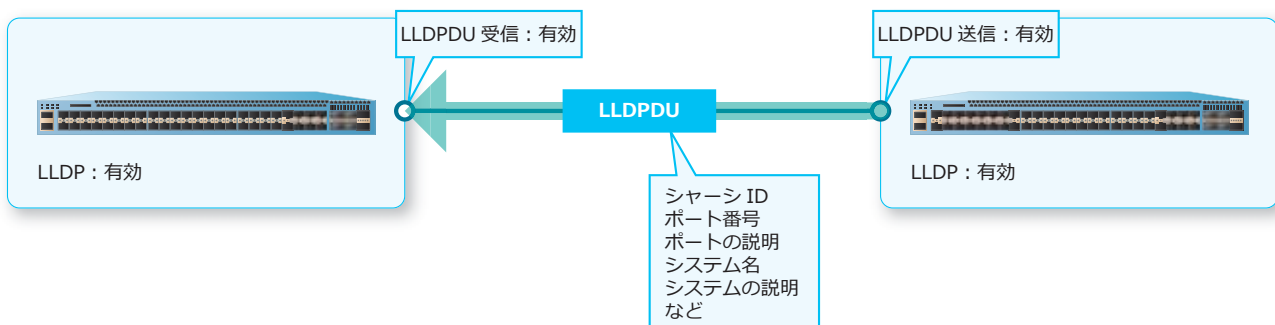 LLDPDU 受信：有効
LLDPDU 送信：有効
LLDPDU
LLDP：有効
LLDP：有効
シャーシ ID
ポート番号
ポートの説明
システム名
システムの説明
など